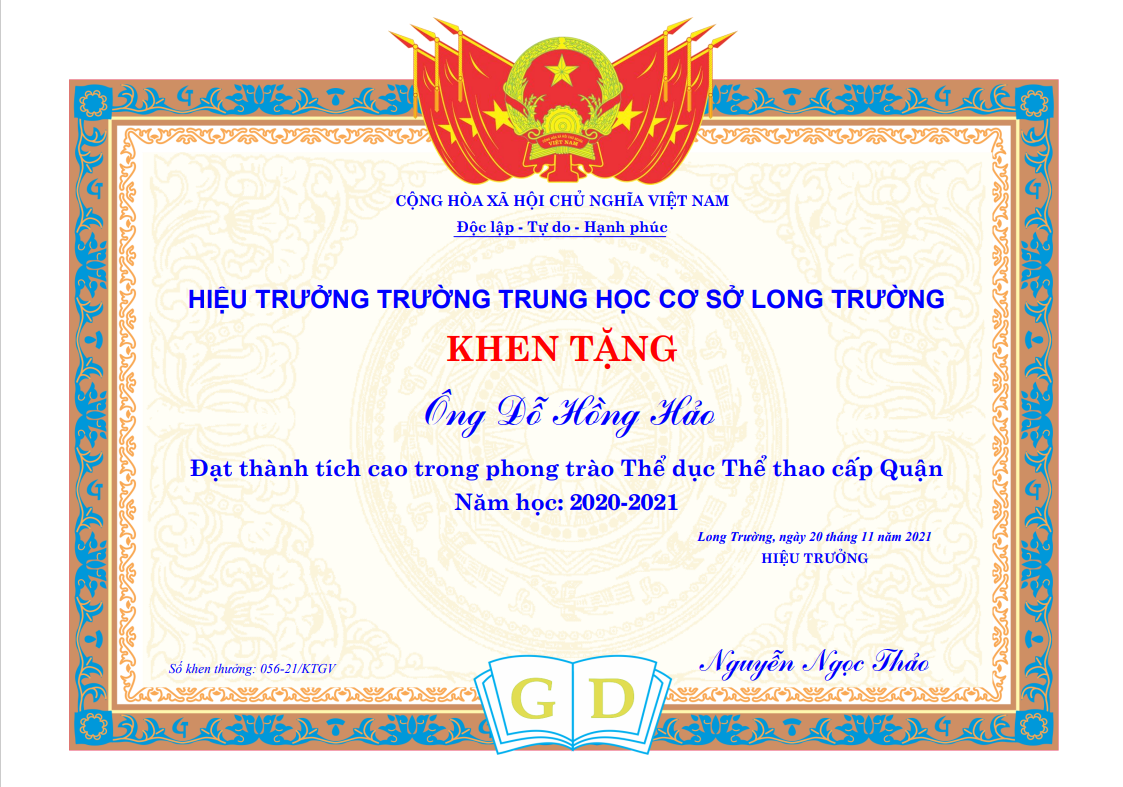 VIỆT NAM
CỘNG HÒA XÃ HỘI CHỦ NGHĨA VIỆT NAM
Độc lập - Tự do - Hạnh phúc
HIỆU TRƯỞNG TRƯỜNG TRUNG HỌC CƠ SỞ LONG TRƯỜNG
KHEN TẶNG
Ông Đỗ Hồng Hảo
Đạt thành tích cao trong phong trào Thể dục Thể thao cấp Quận
Năm học: 2020-2021
Long Trường, ngày 20 tháng 11 năm 2021
HIỆU TRƯỞNG
Số khen thưởng: 056-21/KTGV
Nguyễn Ngọc Thảo
G D